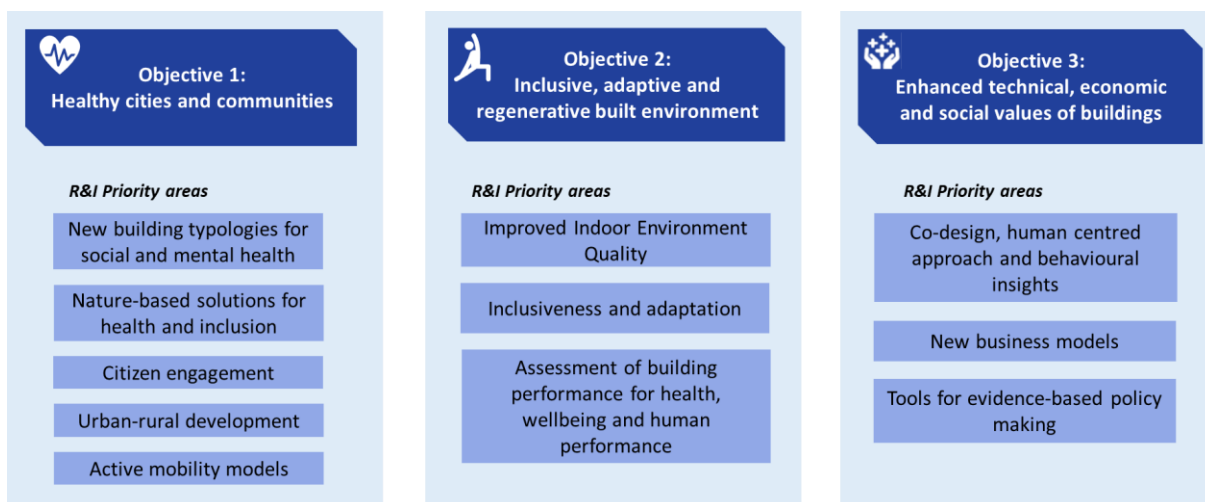 Objective 1:
Healthy cities and communities
R&I Priority areas
New building typologies for
social and mental health
Nature-based solutions for
health and inclusion
Citizen engagement
Urban-rural development
Active mobility models
Objective 2:
Inclusive, adaptive and
regenerative built environment
R&I Priority areas
Improved Indoor Environment
Quality
Inclusiveness and adaptation
Assessment of building
performance for health,
wellbeing and human
performance
Objective 3:
Enhanced technical, economic
and social values of buildings
R&I Priority areas
Co-design, human centred
approach and behavioural
insights
New business models
Tools for evidence-based policy
making